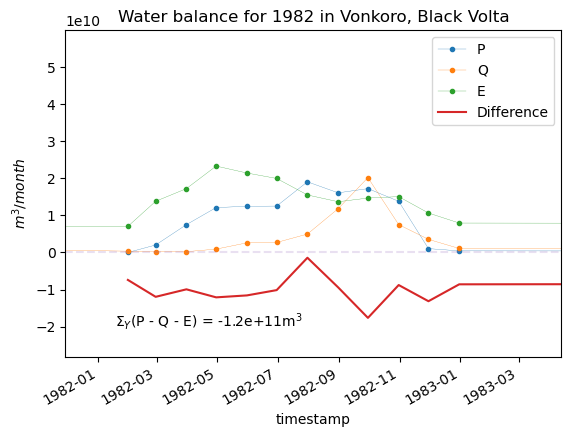 Water balance for 1982 in Vonkoro, Black Volta
1e10
P
Q
E
Difference
5
4
3
2
1
0
−1
−2
m³/month
Σ_Y(P - Q - E) = -1.2e+11m³
1982-01 1982-03 1982-05 1982-07 1982-09 1982-11 1983-01 1983-03
timestamp